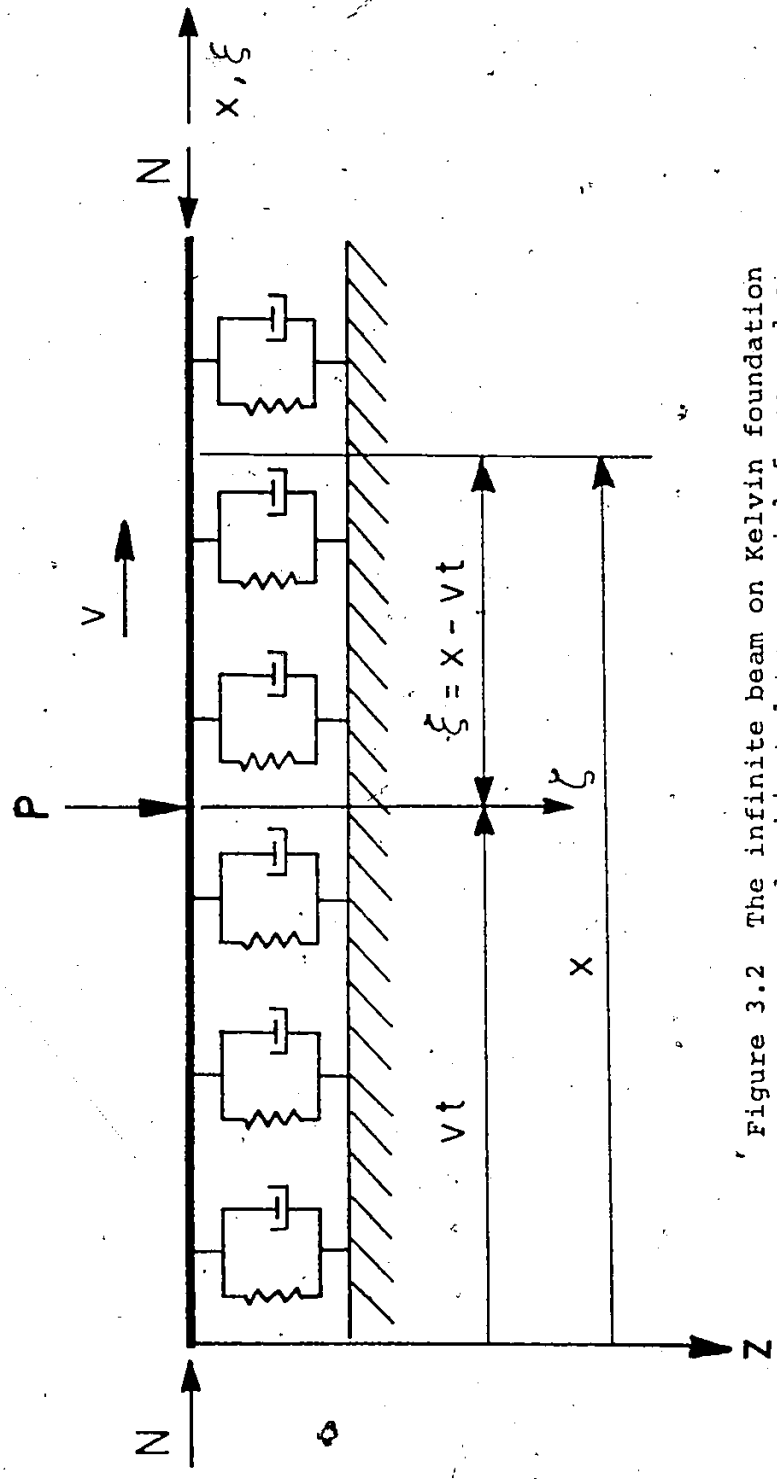 P
v
N
N
x, ξ
ξ = x - vt
ζ
vt
x
z
Figure 3.2 The infinite beam on Kelvin foundation